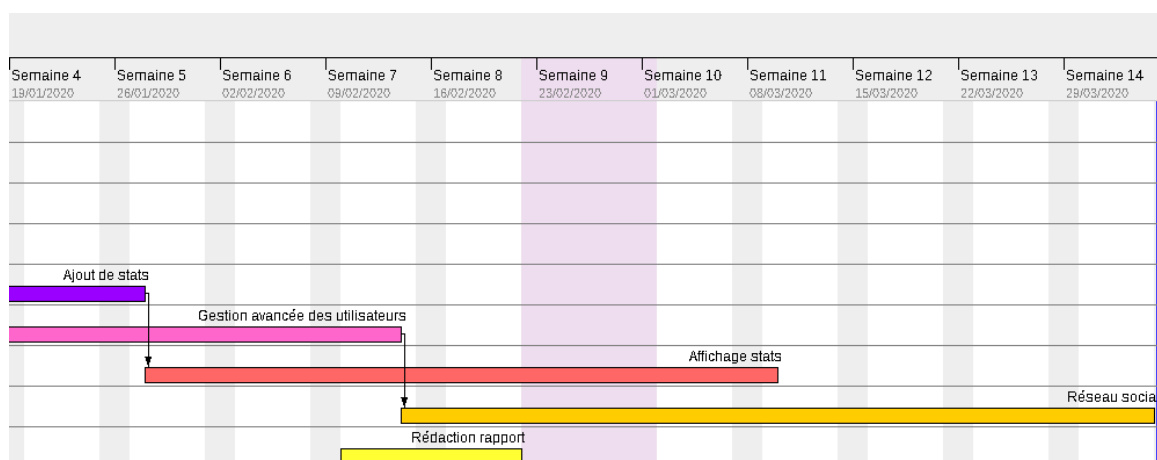 Semaine 4 Semaine 5 Semaine 6 Semaine 7 Semaine 8 Semaine 9 Semaine 10 Semaine 11 Semaine 12 Semaine 13 Semaine 14
19/01/2020 26/01/2020 02/02/2020 09/02/2020 16/02/2020 23/02/2020 01/03/2020 08/03/2020 15/03/2020 22/03/2020 29/03/2020
Ajout de stats
Gestion avancée des utilisateurs
Affichage stats
Réseau socia
Rédaction rapport